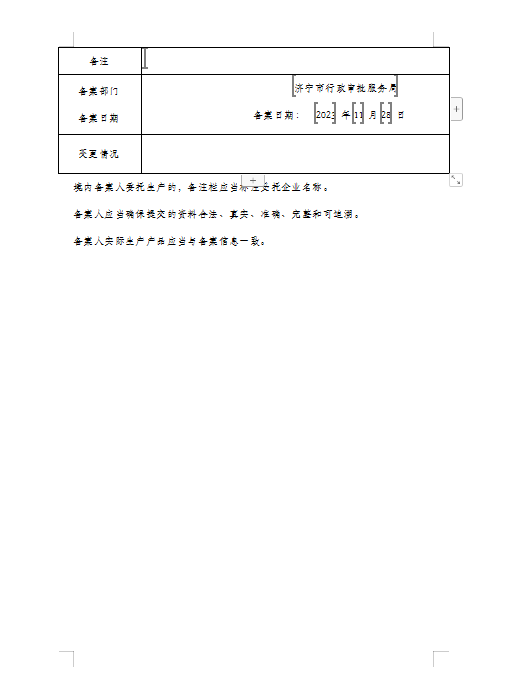 备注
备案部门
济宁市行政审批服务局
备案日期
备案日期： 2023 年 11 月 28 日
变更情况
境内备案人委托生产的，备注栏应当标注受托企业名称。
备案人应当确保提交的资料合法、真实、准确、完整和可追溯。
备案人实际生产产品应当与备案信息一致。